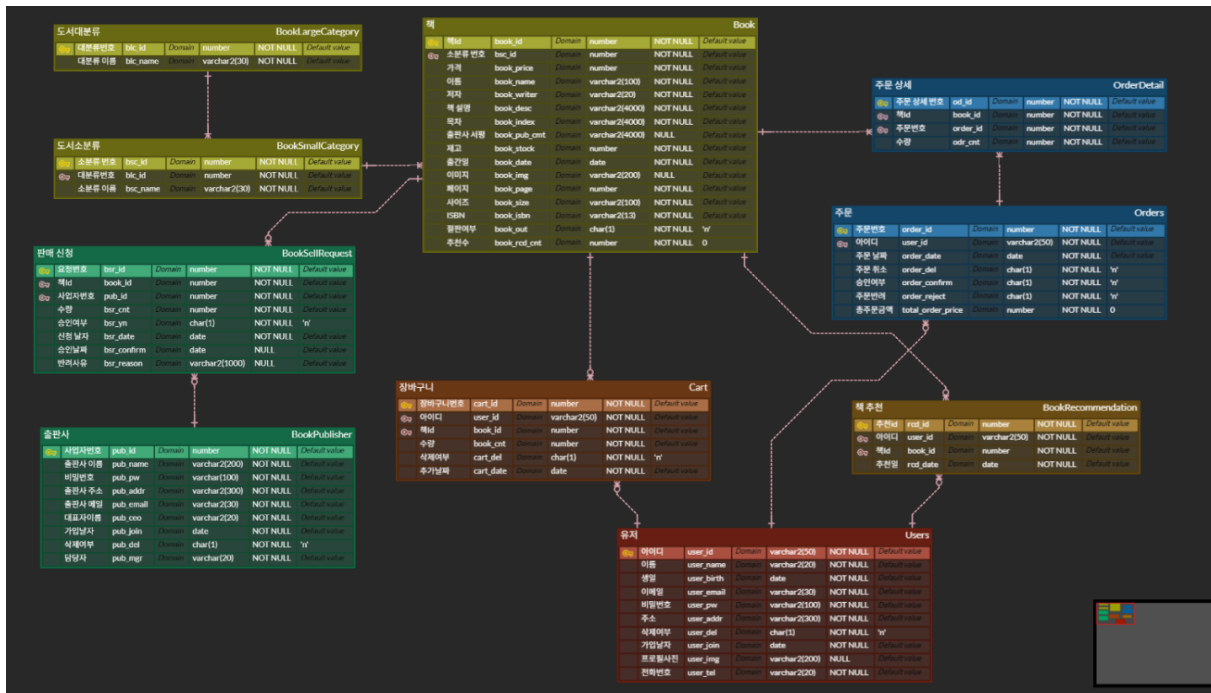 도서대분류 BookLargeCategory
대분류번호 blc_id Domain number NOT NULL Default value
대분류 이름 blc_name Domain varchar2(30) NOT NULL Default value
도서소분류 BookSmallCategory
소분류 번호 bsc_id Domain number NOT NULL Default value
대분류번호 blc_id Domain number NOT NULL Default value
소분류 이름 bsc_name Domain varchar2(30) NOT NULL Default value
책 Book
책Id book_id Domain number NOT NULL Default value
소분류 번호 bsc_id Domain number NOT NULL Default value
가격 book_price Domain number NOT NULL Default value
이름 book_name Domain varchar2(100) NOT NULL Default value
저자 book_writer Domain varchar2(20) NOT NULL Default value
책 설명 book_desc Domain varchar2(4000) NOT NULL Default value
목차 book_index Domain varchar2(4000) NOT NULL Default value
출판사 서평 book_pub_cmt Domain varchar2(4000) NULL Default value
재고 book_stock Domain number NOT NULL Default value
출간일 book_date Domain date NOT NULL Default value
이미지 book_img Domain varchar2(200) NULL Default value
페이지 book_page Domain number NOT NULL Default value
사이즈 book_size Domain varchar2(100) NOT NULL Default value
ISBN book_isbn Domain varchar2(13) NOT NULL Default value
절판여부 book_out Domain char(1) NOT NULL 'n'
추천수 book_rcd_cnt Domain number NOT NULL 0
주문 상세 OrderDetail
주문 상세 번호 od_id Domain number NOT NULL Default value
책Id book_id Domain number NOT NULL Default value
주문번호 order_id Domain number NOT NULL Default value
수량 odr_cnt Domain number NOT NULL Default value
주문 Orders
주문번호 order_id Domain number NOT NULL Default value
아이디 user_id Domain varchar2(50) NOT NULL Default value
주문 날짜 order_date Domain date NOT NULL Default value
주문 취소 order_del Domain char(1) NOT NULL 'n'
승인여부 order_confirm Domain char(1) NOT NULL 'n'
주문반려 order_reject Domain char(1) NOT NULL 'n'
총주문금액 total_order_price Domain number NOT NULL 0
판매 신청 BookSellRequest
요청번호 bsr_id Domain number NOT NULL Default value
책Id book_id Domain number NOT NULL Default value
사업자번호 pub_id Domain number NOT NULL Default value
수량 bsr_cnt Domain number NOT NULL Default value
승인여부 bsr_yn Domain char(1) NOT NULL 'n'
신청 날자 bsr_date Domain date NOT NULL Default value
승인날짜 bsr_confirm Domain date NULL Default value
반려사유 bsr_reason Domain varchar2(1000) NULL Default value
출판사 BookPublisher
사업자번호 pub_id Domain number NOT NULL Default value
출판사 이름 pub_name Domain varchar2(200) NOT NULL Default value
비밀번호 pub_pw Domain varchar(100) NOT NULL Default value
출판사 주소 pub_addr Domain varchar2(300) NOT NULL Default value
출판사 메일 pub_email Domain varchar2(30) NOT NULL Default value
대표자이름 pub_ceo Domain varchar2(20) NOT NULL Default value
가입날자 pub_join Domain date NOT NULL Default value
삭제여부 pub_del Domain char(1) NOT NULL 'n'
담당자 pub_mgr Domain varchar(20) NOT NULL Default value
장바구니 Cart
장바구니번호 cart_id Domain number NOT NULL Default value
아이디 user_id Domain varchar2(50) NOT NULL Default value
책Id book_id Domain number NOT NULL Default value
수량 book_cnt Domain number NOT NULL Default value
삭제여부 cart_del Domain char(1) NOT NULL 'n'
추가날짜 cart_date Domain date NOT NULL Default value
책 추천 BookRecommendation
추천id rcd_id Domain number NOT NULL Default value
아이디 user_id Domain varchar2(50) NOT NULL Default value
책Id book_id Domain number NOT NULL Default value
추천일 rcd_date Domain date NOT NULL Default value
유저 Users
아이디 user_id Domain varchar2(50) NOT NULL Default value
이름 user_name Domain varchar2(20) NOT NULL Default value
생일 user_birth Domain date NOT NULL Default value
이메일 user_email Domain varchar2(30) NOT NULL Default value
비밀번호 user_pw Domain varchar2(100) NOT NULL Default value
주소 user_addr Domain varchar2(300) NOT NULL Default value
삭제여부 user_del Domain char(1) NOT NULL 'n'
가입날자 user_join Domain date NOT NULL Default value
프로필사진 user_img Domain varchar2(200) NULL Default value
전화번호 user_tel Domain varchar2(20) NOT NULL Default value